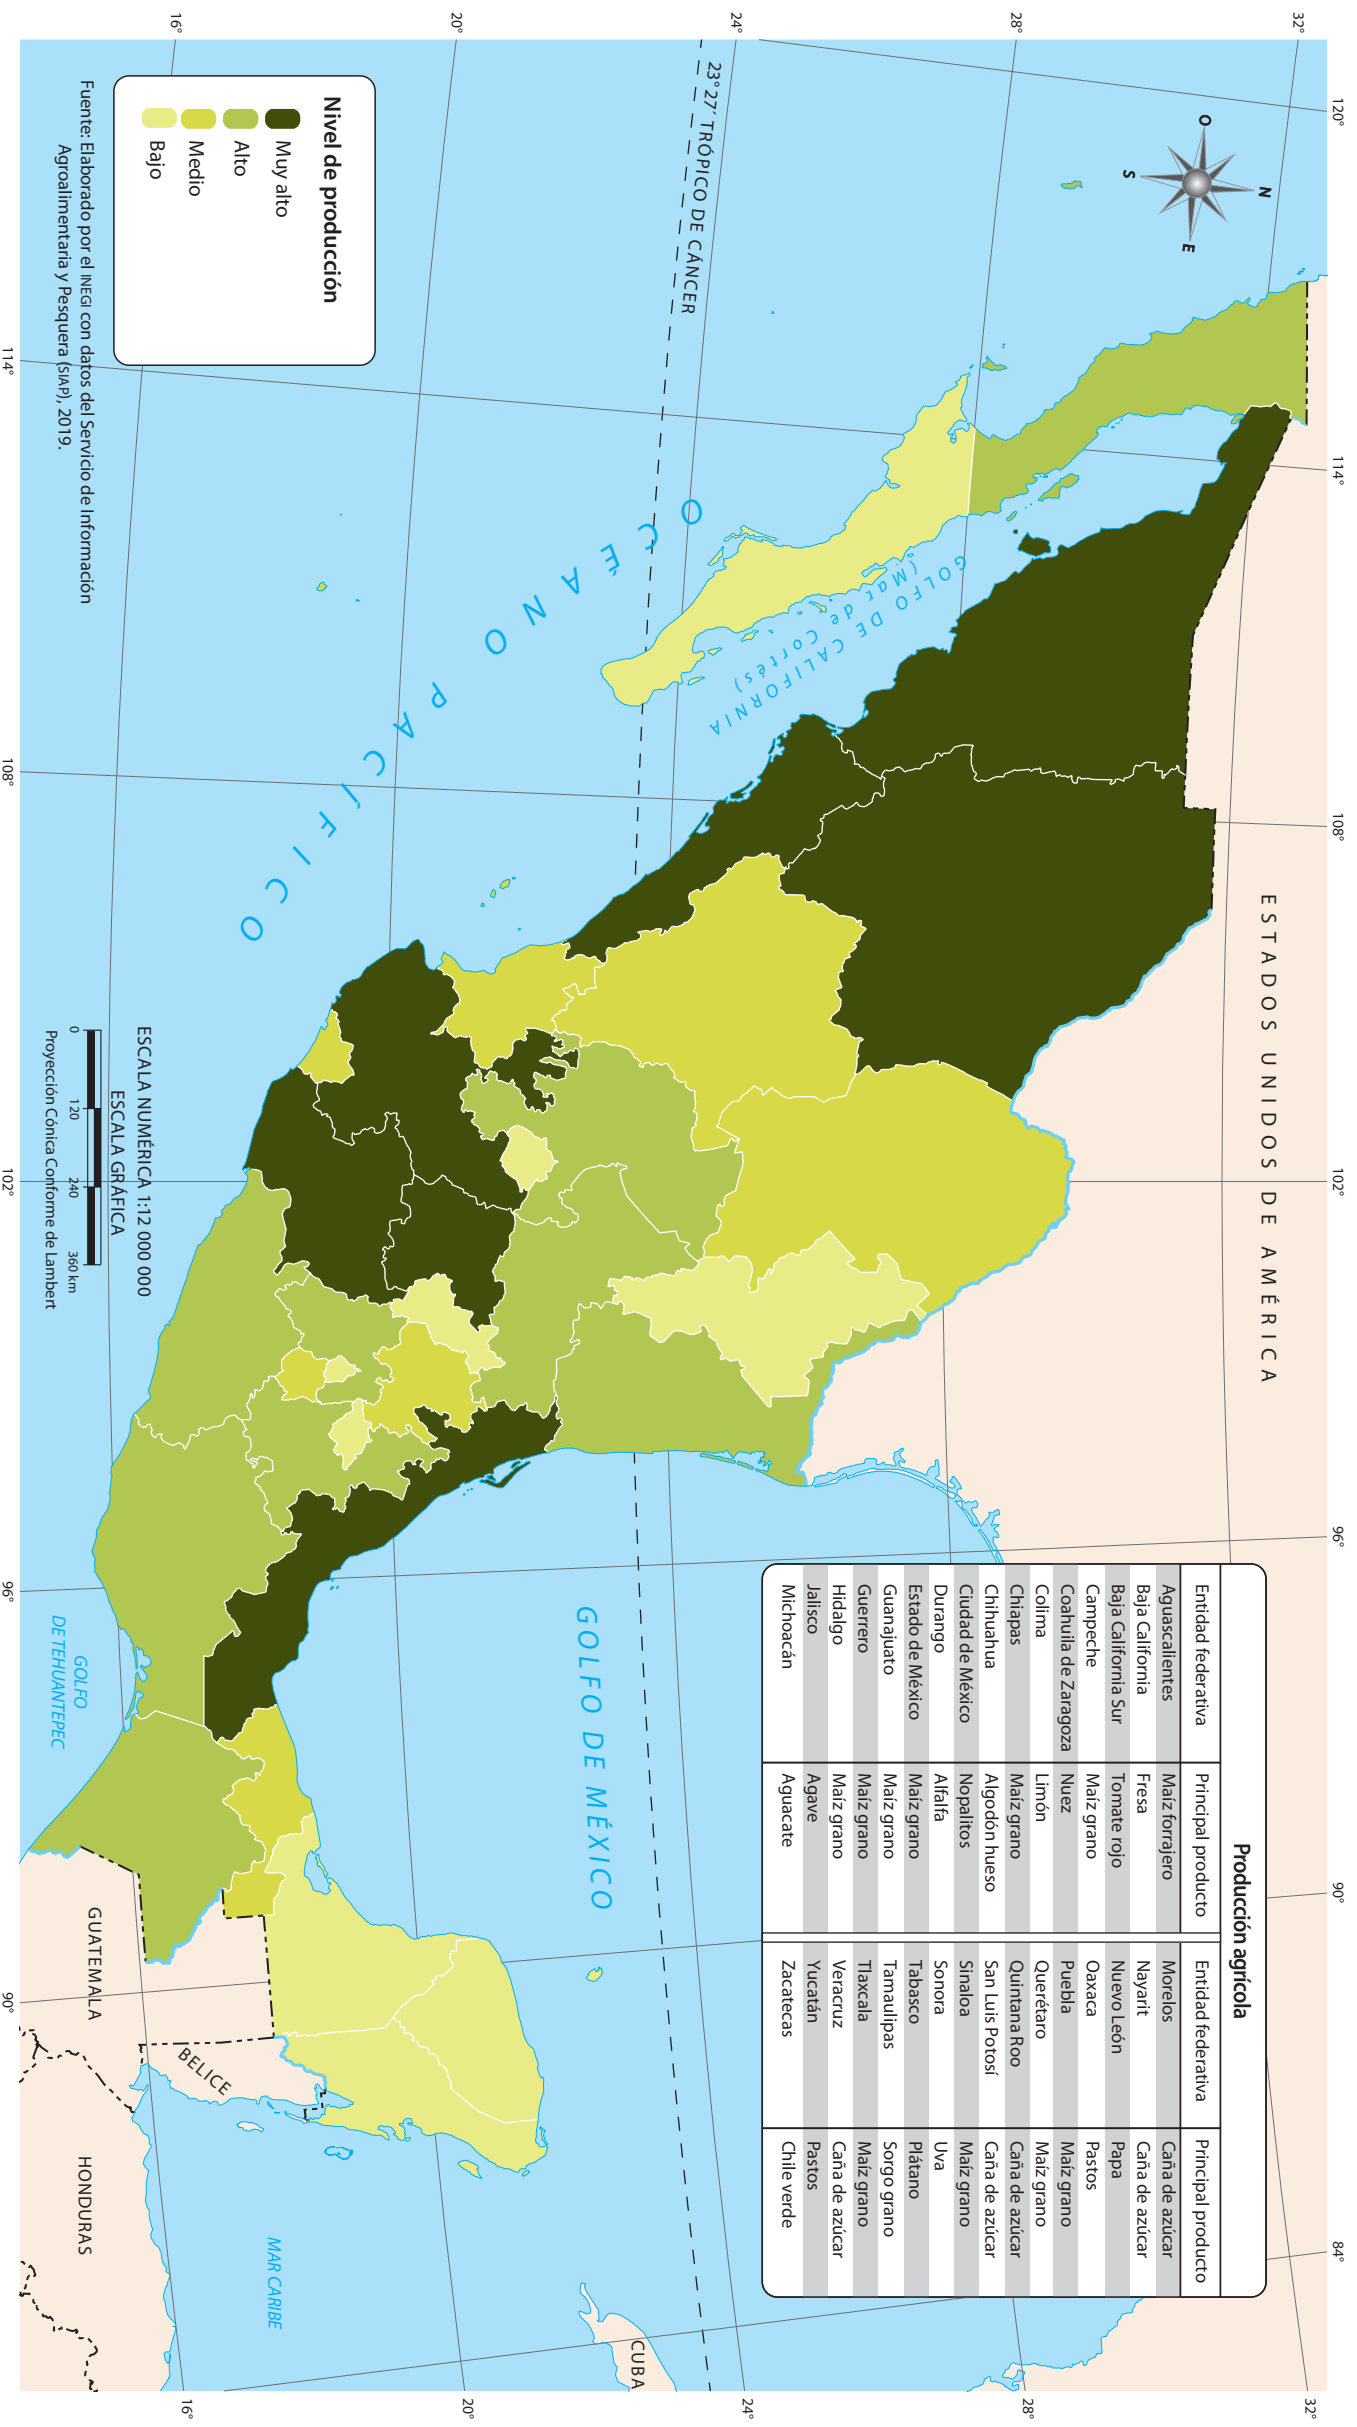 32°
28°
24°
20°
16°
120°
114°
108°
102°
96°
90°
84°
114°
108°
102°
96°
90°
32°
28°
24°
20°
16°
N
S
E
O
23° 27´ TRÓPICO DE CÁNCER
ESTADOS UNIDOS DE AMÉRICA
GOLFO DE CALIFORNIA
(Mar de Cortés)
OCÉANO PACÍFICO
GOLFO DE MÉXICO
CUBA
MAR CARIBE
BELICE
GUATEMALA
HONDURAS
GOLFO
DE TEHUANTEPEC
Producción agrícola
Entidad federativa Principal producto Entidad federativa Principal producto
Aguascalientes Maíz forrajero Morelos Caña de azúcar
Baja California Fresa Nayarit Caña de azúcar
Baja California Sur Tomate rojo Nuevo León Papa
Campeche Maíz grano Oaxaca Pastos
Coahuila de Zaragoza Nuez Puebla Maíz grano
Colima Limón Querétaro Maíz grano
Chiapas Maíz grano Quintana Roo Caña de azúcar
Chihuahua Algodón hueso San Luis Potosí Caña de azúcar
Ciudad de México Nopalitos Sinaloa Maíz grano
Durango Alfalfa Sonora Uva
Estado de México Maíz grano Tabasco Plátano
Guanajuato Maíz grano Tamaulipas Sorgo grano
Guerrero Maíz grano Tlaxcala Maíz grano
Hidalgo Maíz grano Veracruz Caña de azúcar
Jalisco Agave Yucatán Pastos
Michoacán Aguacate Zacatecas Chile verde
Nivel de producción
Muy alto
Alto
Medio
Bajo
Fuente: Elaborado por el INEGI con datos del Servicio de Información
Agroalimentaria y Pesquera (SIAP), 2019.
ESCALA NUMÉRICA 1:12 000 000
ESCALA GRÁFICA
0 120 240 360 km
Proyección Cónica Conforme de Lambert